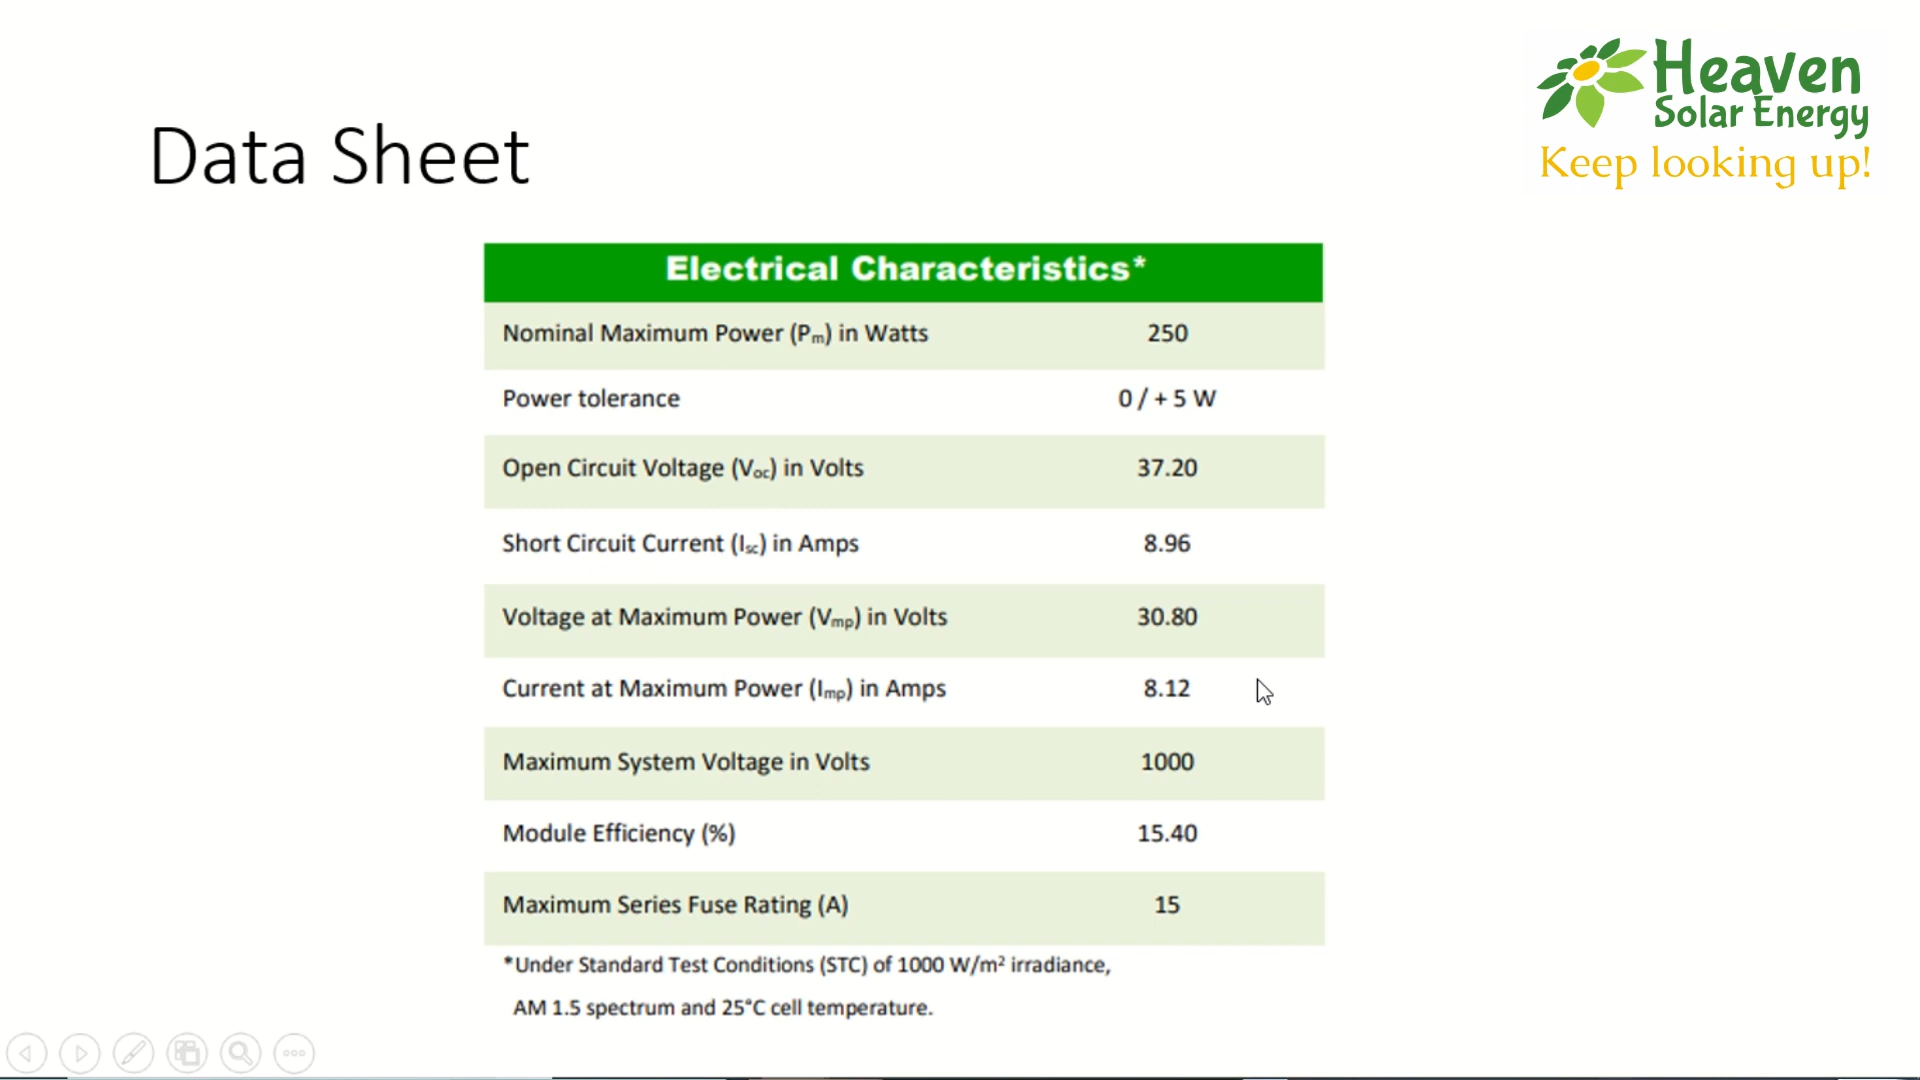 Heaven
Solar Energy
Keep looking up!
Data Sheet
Electrical Characteristics*
Nominal Maximum Power (Pm) in Watts 250
Power tolerance 0 / + 5 W
Open Circuit Voltage (Voc) in Volts 37.20
Short Circuit Current (Isc) in Amps 8.96
Voltage at Maximum Power (Vmp) in Volts 30.80
Current at Maximum Power (Imp) in Amps 8.12
Maximum System Voltage in Volts 1000
Module Efficiency (%) 15.40
Maximum Series Fuse Rating (A) 15
*Under Standard Test Conditions (STC) of 1000 W/m² irradiance,
AM 1.5 spectrum and 25°C cell temperature.